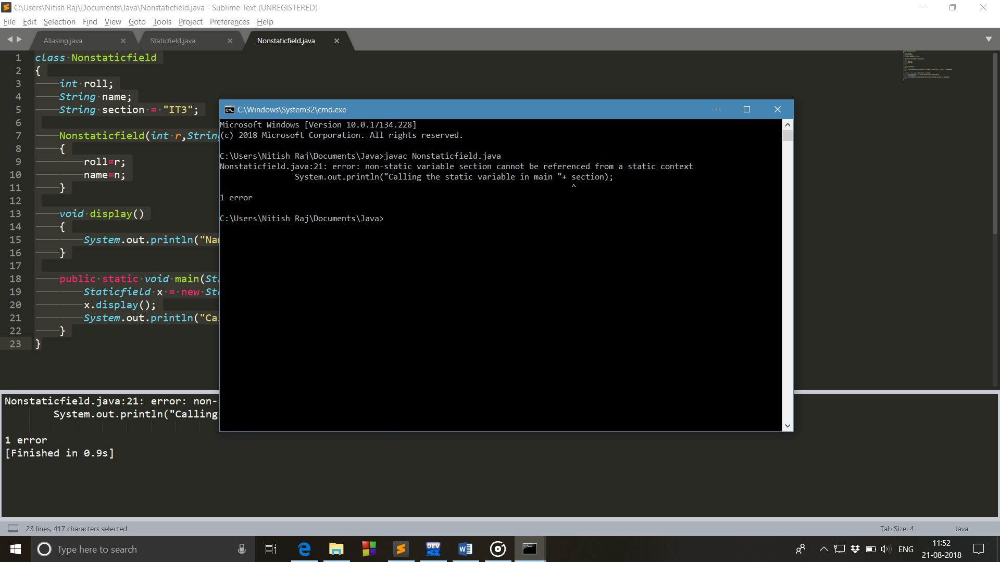 C:\Users\Nitish Raj\Documents\Java\Nonstaticfield.java - Sublime Text (UNREGISTERED)
File Edit Selection Find View Goto Tools Project Preferences Help
Aliasing.java Staticfield.java Nonstaticfield.java
1 class Nonstaticfield
2 {
3 int roll;
4 String name;
5 String section = "IT3";
6
7 Nonstaticfield(int r,String
8 {
9 roll=r;
10 name=n;
11 }
12
13 void display()
14 {
15 System.out.println("Na
16 }
17
18 public static void main(St
19 Staticfield x = new St
20 x.display();
21 System.out.println("Ca
22 }
23 }
C:\Windows\System32\cmd.exe
Microsoft Windows [Version 10.0.17134.228]
(c) 2018 Microsoft Corporation. All rights reserved.
C:\Users\Nitish Raj\Documents\Java>javac Nonstaticfield.java
Nonstaticfield.java:21: error: non-static variable section cannot be referenced from a static context
System.out.println("Calling the static variable in main "+ section);
^
1 error
C:\Users\Nitish Raj\Documents\Java>
Nonstaticfield.java:21: error: non-
System.out.println("Calling
1 error
[Finished in 0.9s]
23 lines, 417 characters selected
Tab Size: 4 Java
Type here to search
DEV C++
ENG
11:52
21-08-2018